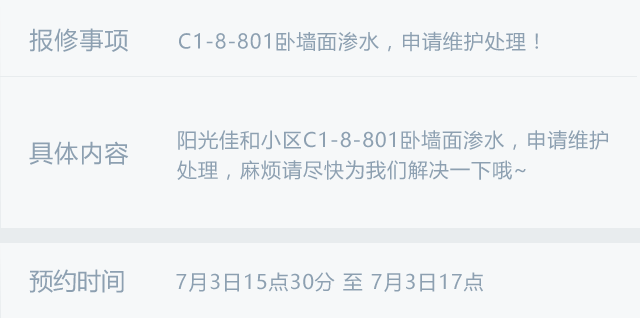 报修事项 C1-8-801卧墙面渗水，申请维护处理！
具体内容
阳光佳和小区C1-8-801卧墙面渗水，申请维护
处理，麻烦请尽快为我们解决一下哦~
预约时间 7月3日15点30分 至 7月3日17点